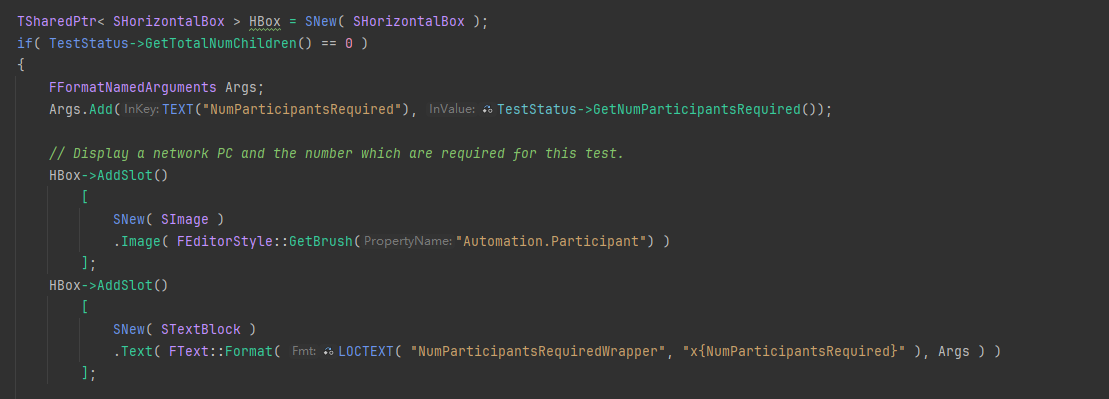 TSharedPtr< SHorizontalBox > HBox = SNew( SHorizontalBox );
if( TestStatus->GetTotalNumChildren() == 0 )
{
    FFormatNamedArguments Args;
    Args.Add(InKey: TEXT("NumParticipantsRequired"), InValue: TestStatus->GetNumParticipantsRequired());

    // Display a network PC and the number which are required for this test.
    HBox->AddSlot()
        [
            SNew( SImage )
            .Image( FEditorStyle::GetBrush(PropertyName: "Automation.Participant") )
        ];
    HBox->AddSlot()
        [
            SNew( STextBlock )
            .Text( FText::Format( Fmt: LOCTEXT( "NumParticipantsRequiredWrapper", "x{NumParticipantsRequired}" ), Args ) )
        ];